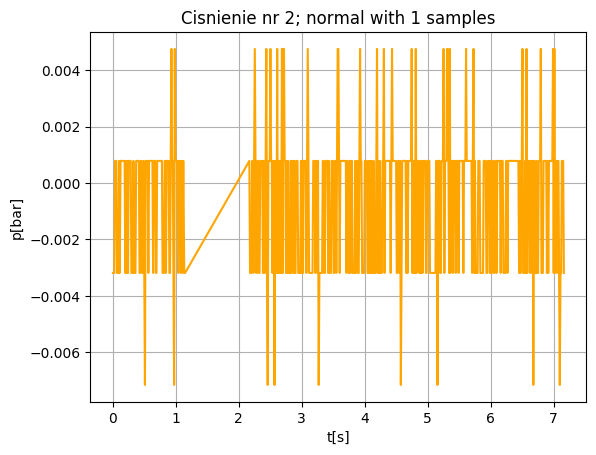 Cisnienie nr 2; normal with 1 samples
0.004
0.002
0.000
−0.002
−0.004
−0.006
p[bar]
0 1 2 3 4 5 6 7
t[s]